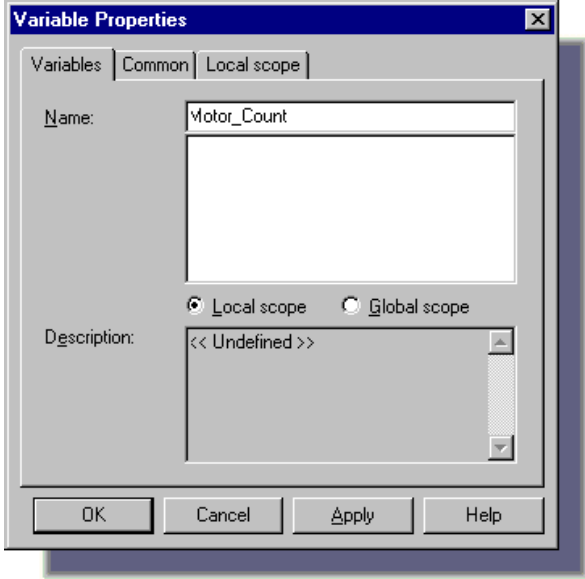 Variable Properties
Variables Common Local scope
Name: Motor_Count
Local scope Global scope
Description: << Undefined >>
OK Cancel Apply Help